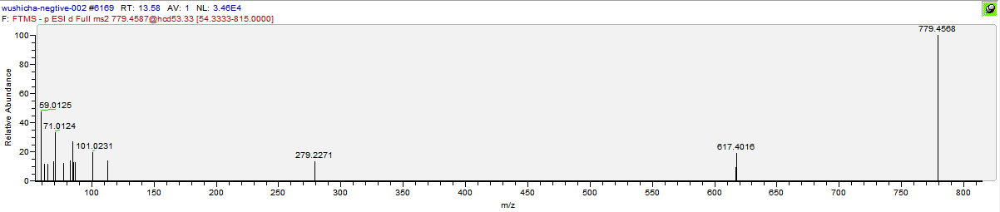 wushicha-negtive-002 #6169 RT: 13.58 AV: 1 NL: 3.46E4
F: FTMS - p ESI d Full ms2 779.4587@hcd53.33 [54.3333-815.0000]
779.4568
100
80
60
59.0125
40
71.0124
617.4016
101.0231
20
279.2271
0
Relative Abundance
100 150 200 250 300 350 400 450 500 550 600 650 700 750 800
m/z